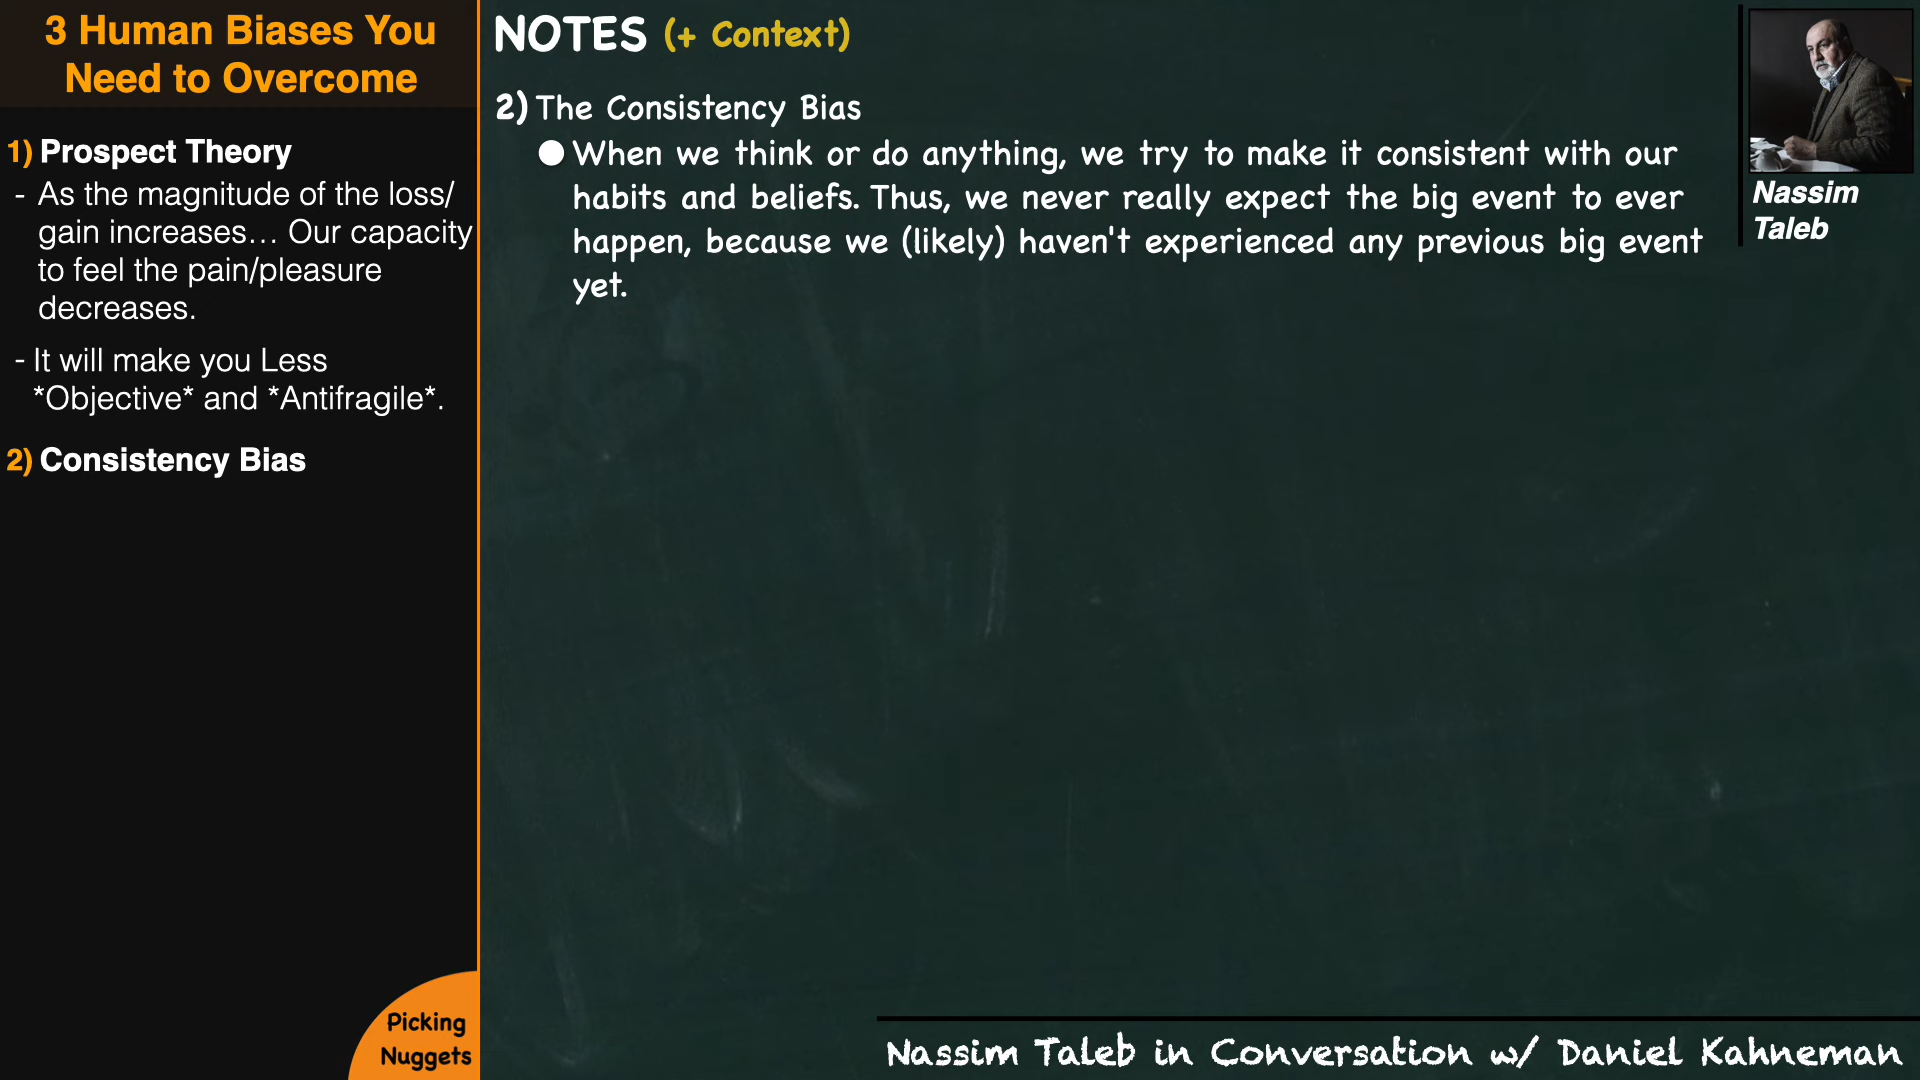 3 Human Biases You
Need to Overcome
1) Prospect Theory
- As the magnitude of the loss/
gain increases... Our capacity
to feel the pain/pleasure
decreases.
- It will make you Less
*Objective* and *Antifragile*.
2) Consistency Bias
Picking
Nuggets
NOTES (+ Context)
2) The Consistency Bias
● When we think or do anything, we try to make it consistent with our
habits and beliefs. Thus, we never really expect the big event to ever
happen, because we (likely) haven't experienced any previous big event
yet.
Nassim
Taleb
Nassim Taleb in Conversation w/ Daniel Kahneman